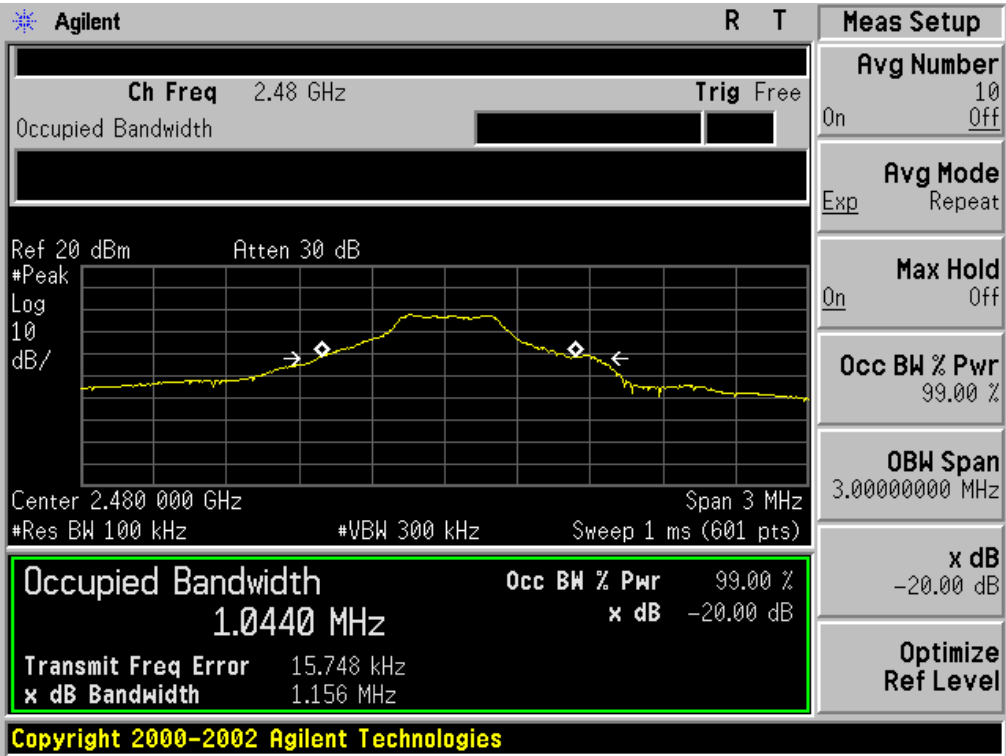 Agilent R T
Ch Freq 2.48 GHz Trig Free
Occupied Bandwidth
Ref 20 dBm Atten 30 dB
#Peak
Log
10
dB/
Center 2.480 000 GHz Span 3 MHz
#Res BW 100 kHz #VBW 300 kHz Sweep 1 ms (601 pts)
Occupied Bandwidth Occ BW % Pwr 99.00 %
1.0440 MHz x dB -20.00 dB
Transmit Freq Error 15.748 kHz
x dB Bandwidth 1.156 MHz
Copyright 2000-2002 Agilent Technologies
Meas Setup
Avg Number
10
On Off
Avg Mode
Exp Repeat
Max Hold
On Off
Occ BW % Pwr
99.00 %
OBW Span
3.00000000 MHz
x dB
-20.00 dB
Optimize
Ref Level